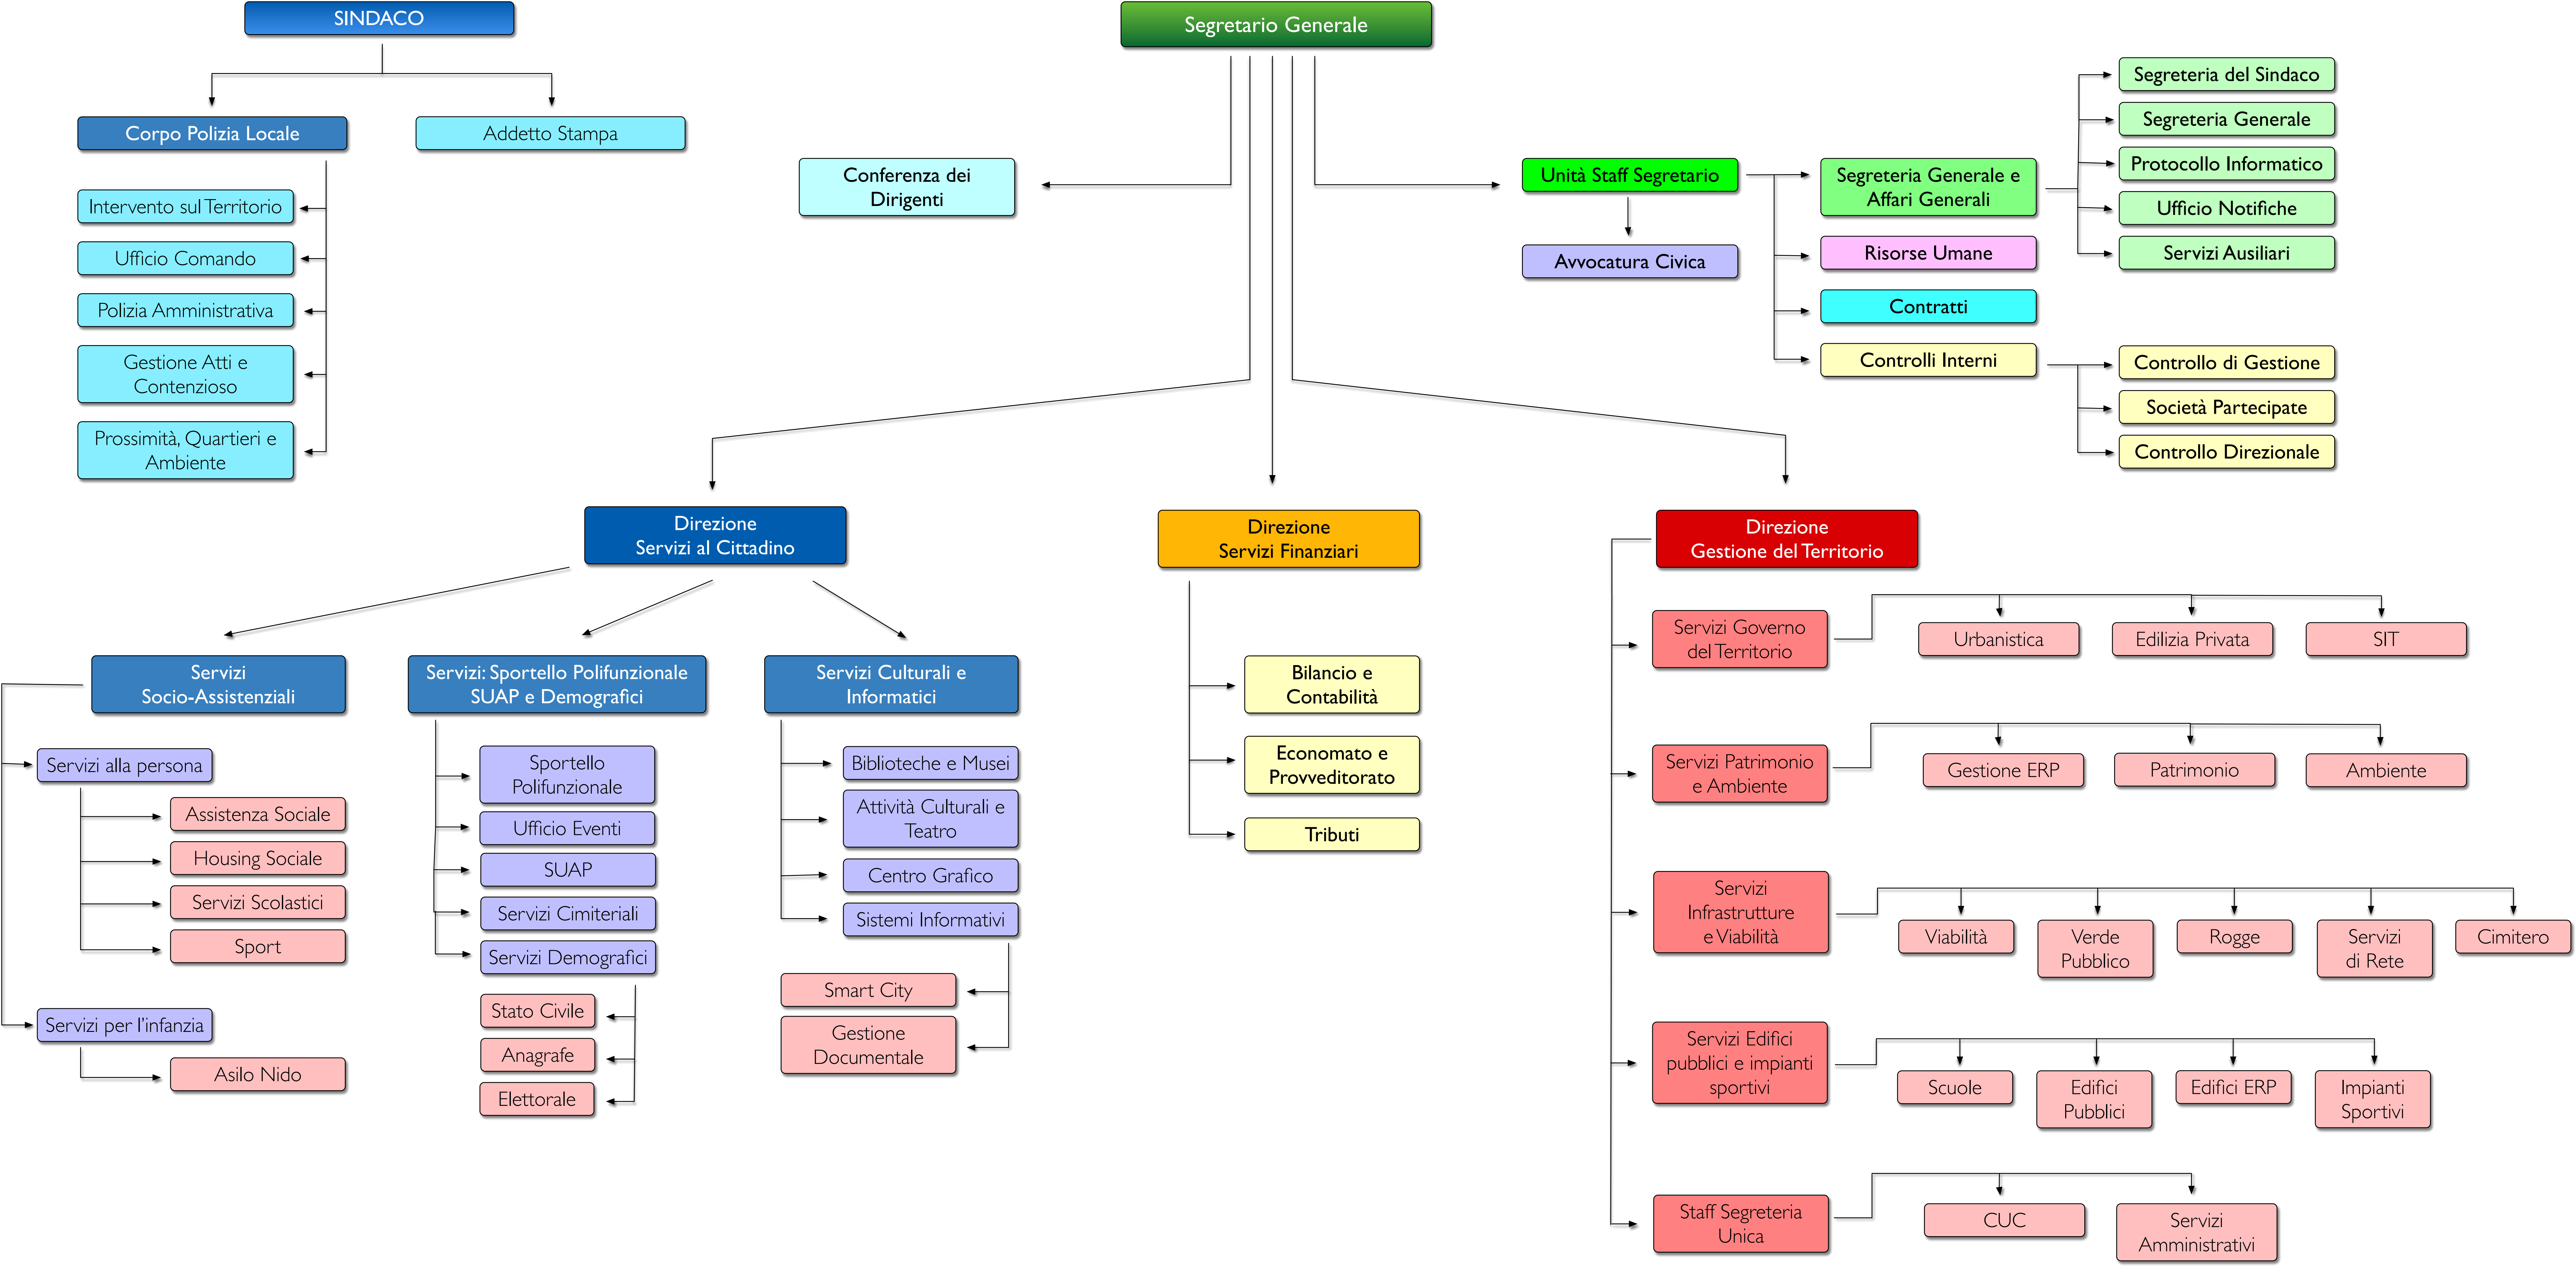 SINDACO
Segretario Generale
Corpo Polizia Locale
Addetto Stampa
Intervento sul Territorio
Ufficio Comando
Polizia Amministrativa
Gestione Atti e
Contenzioso
Prossimità, Quartieri e
Ambiente
Conferenza dei
Dirigenti
Unità Staff Segretario
Avvocatura Civica
Segreteria Generale e
Affari Generali
Risorse Umane
Contratti
Controlli Interni
Segreteria del Sindaco
Segreteria Generale
Protocollo Informatico
Ufficio Notifiche
Servizi Ausiliari
Controllo di Gestione
Società Partecipate
Controllo Direzionale
Direzione
Servizi al Cittadino
Direzione
Servizi Finanziari
Direzione
Gestione del Territorio
Servizi
Socio-Assistenziali
Servizi alla persona
Assistenza Sociale
Housing Sociale
Servizi Scolastici
Sport
Servizi per l'infanzia
Asilo Nido
Servizi: Sportello Polifunzionale
SUAP e Demografici
Sportello
Polifunzionale
Ufficio Eventi
SUAP
Servizi Cimiteriali
Servizi Demografici
Stato Civile
Anagrafe
Elettorale
Servizi Culturali e
Informatici
Biblioteche e Musei
Attività Culturali e
Teatro
Centro Grafico
Sistemi Informativi
Smart City
Gestione
Documentale
Bilancio e
Contabilità
Economato e
Provveditorato
Tributi
Servizi Governo
del Territorio
Urbanistica
Edilizia Privata
SIT
Servizi Patrimonio
e Ambiente
Gestione ERP
Patrimonio
Ambiente
Servizi
Infrastrutture
e Viabilità
Viabilità
Verde
Pubblico
Rogge
Servizi
di Rete
Cimitero
Servizi Edifici
pubblici e impianti
sportivi
Scuole
Edifici
Pubblici
Edifici ERP
Impianti
Sportivi
Staff Segreteria
Unica
CUC
Servizi
Amministrativi